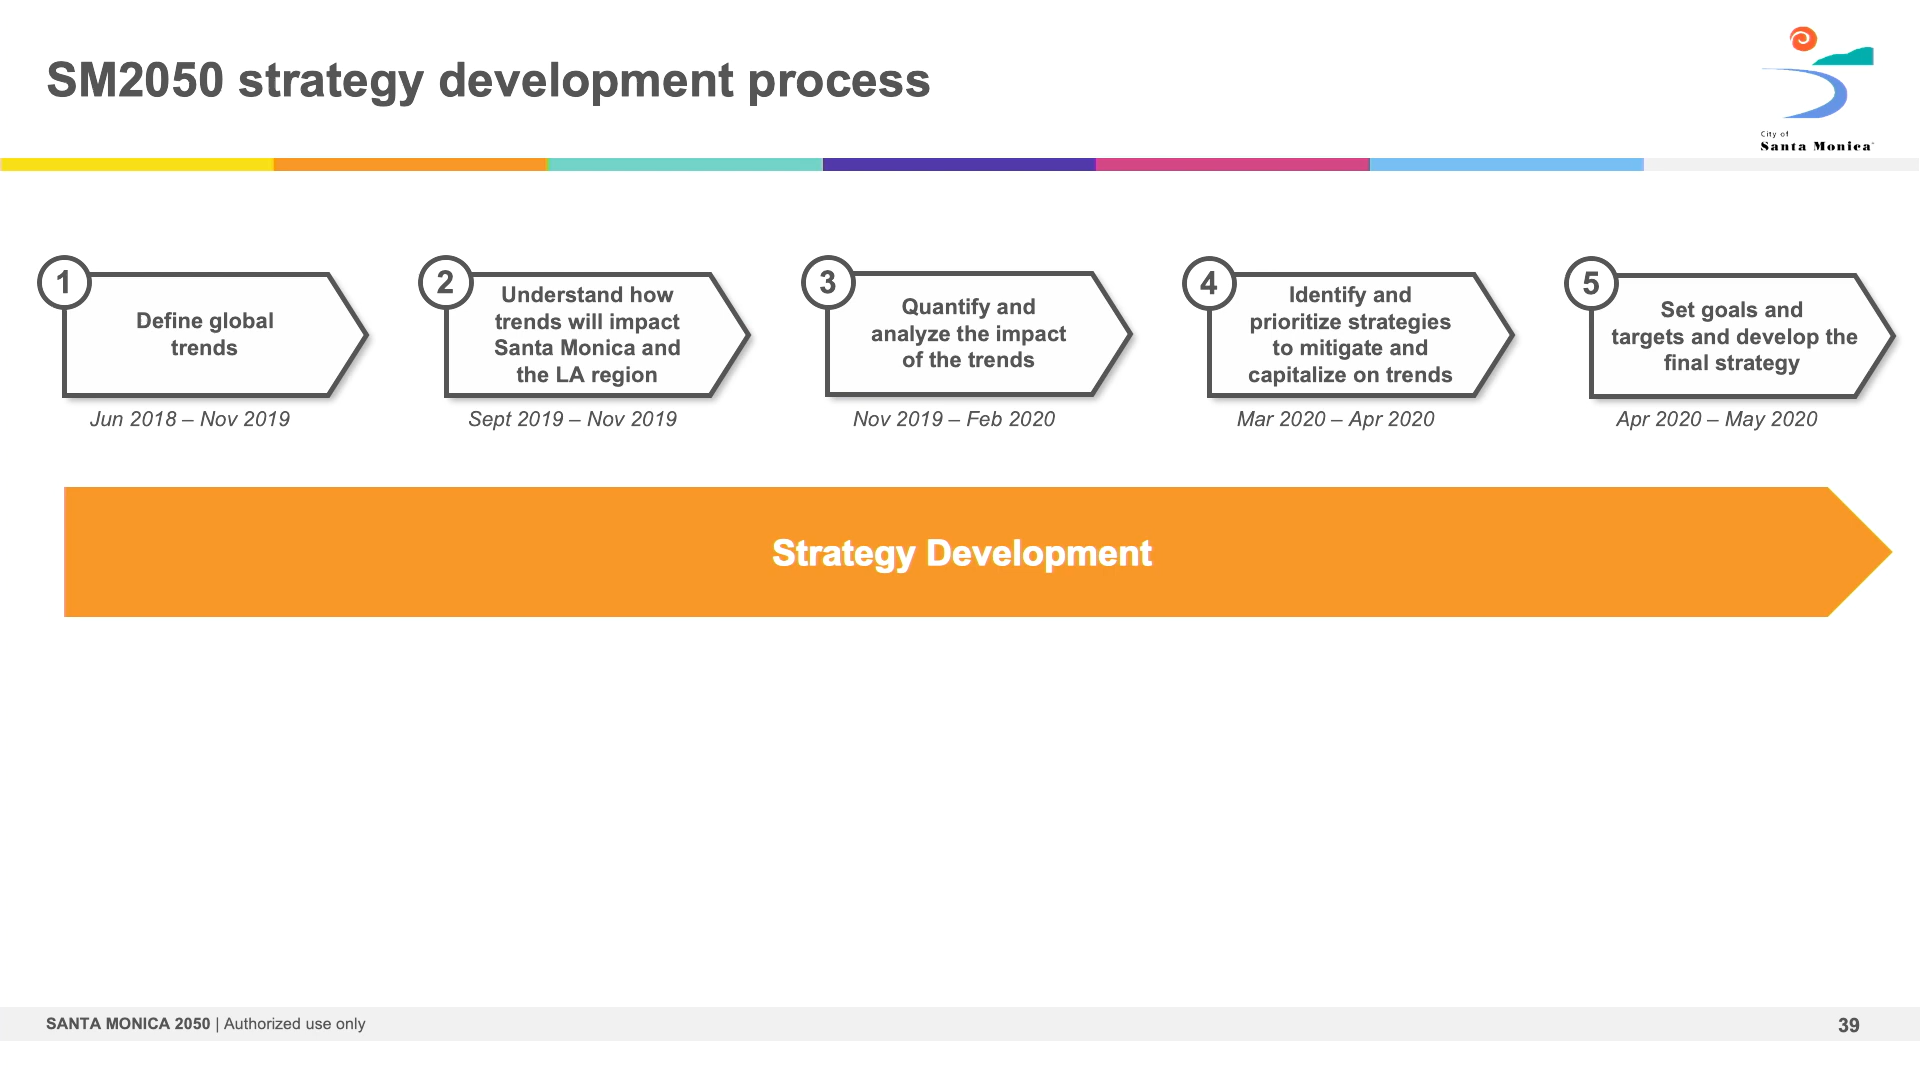 SM2050 strategy development process
City of
Santa Monica
1
Define global
trends
Jun 2018 – Nov 2019
2
Understand how
trends will impact
Santa Monica and
the LA region
Sept 2019 – Nov 2019
3
Quantify and
analyze the impact
of the trends
Nov 2019 – Feb 2020
4
Identify and
prioritize strategies
to mitigate and
capitalize on trends
Mar 2020 – Apr 2020
5
Set goals and
targets and develop the
final strategy
Apr 2020 – May 2020
Strategy Development
SANTA MONICA 2050 | Authorized use only
39